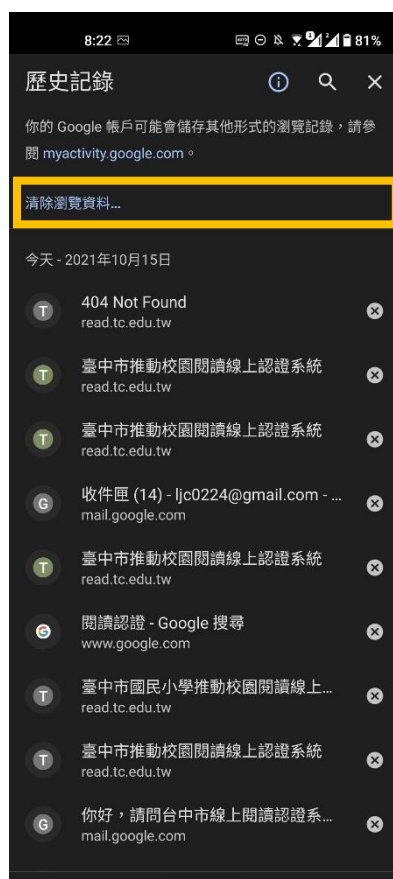 8:22 81%
歷史記錄
你的 Google 帳戶可能會儲存其他形式的瀏覽記錄，請參
閱 myactivity.google.com。
清除瀏覽資料...
今天 - 2021年10月15日
T 404 Not Found
read.tc.edu.tw
T 臺中市推動校園閱讀線上認證系統
read.tc.edu.tw
T 臺中市推動校園閱讀線上認證系統
read.tc.edu.tw
G 收件匣 (14) - ljc0224@gmail.com - ...
mail.google.com
T 臺中市推動校園閱讀線上認證系統
read.tc.edu.tw
G 閱讀認證 - Google 搜尋
www.google.com
T 臺中市國民小學推動校園閱讀線上...
read.tc.edu.tw
T 臺中市推動校園閱讀線上認證系統
read.tc.edu.tw
G 你好，請問台中市線上閱讀認證系...
mail.google.com